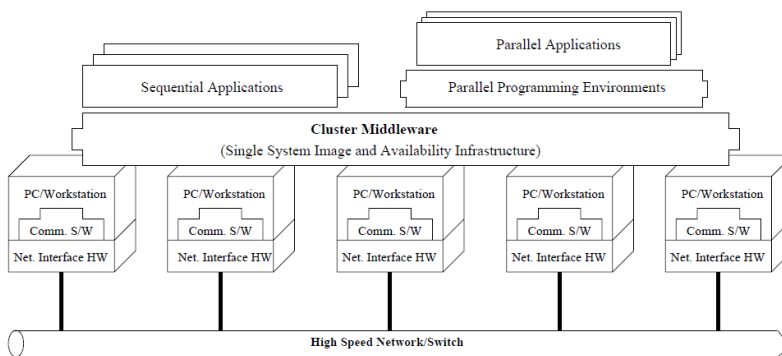 Parallel Applications
Sequential Applications
Parallel Programming Environments
Cluster Middleware
(Single System Image and Availability Infrastructure)
PC/Workstation PC/Workstation PC/Workstation PC/Workstation PC/Workstation
Comm. S/W Comm. S/W Comm. S/W Comm. S/W Comm. S/W
Net. Interface HW Net. Interface HW Net. Interface HW Net. Interface HW Net. Interface HW
High Speed Network/Switch